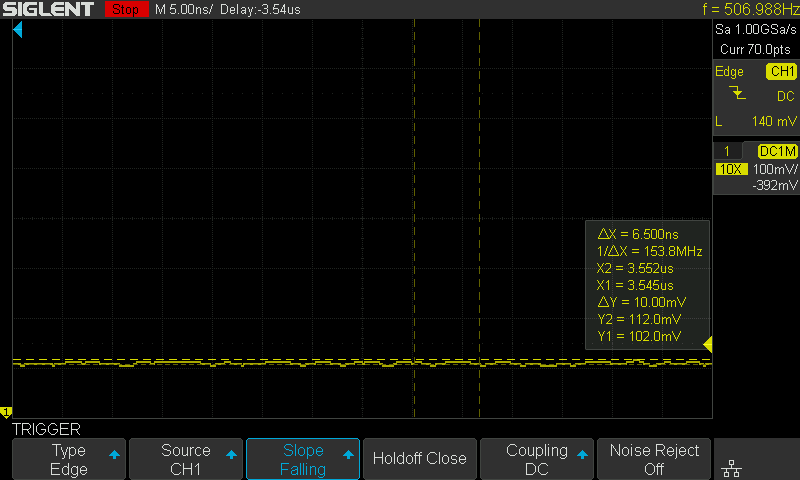 SIGLENT Stop M 5.00ns/ Delay:-3.54us f = 506.988Hz
Sa 1.00GSa/s
Curr 70.0pts
Edge CH1
DC
L 140 mV
1 DC1M
10X 100mV/
-392mV
△X = 6.500ns
1/△X = 153.8MHz
X2 = 3.552us
X1 = 3.545us
△Y = 10.00mV
Y2 = 112.0mV
Y1 = 102.0mV
1
TRIGGER
Type
Edge
Source
CH1
Slope
Falling
Holdoff Close
Coupling
DC
Noise Reject
Off